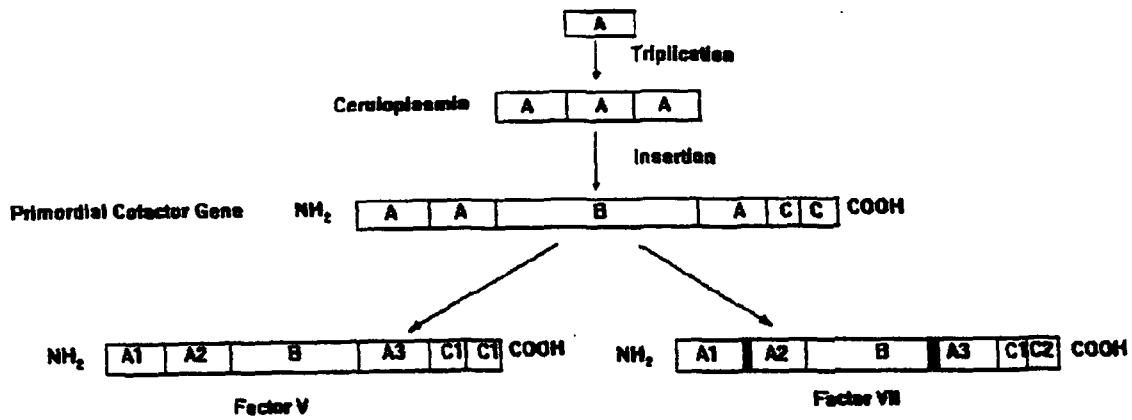 A
Triplication
Ceruloplasmin A A A
Insertion
Primordial Cofactor Gene NH2 A A B A C C COOH
NH2 A1 A2 B A3 C1 C1 COOH
NH2 A1 A2 B A3 C1 C2 COOH
Factor V
Factor VII